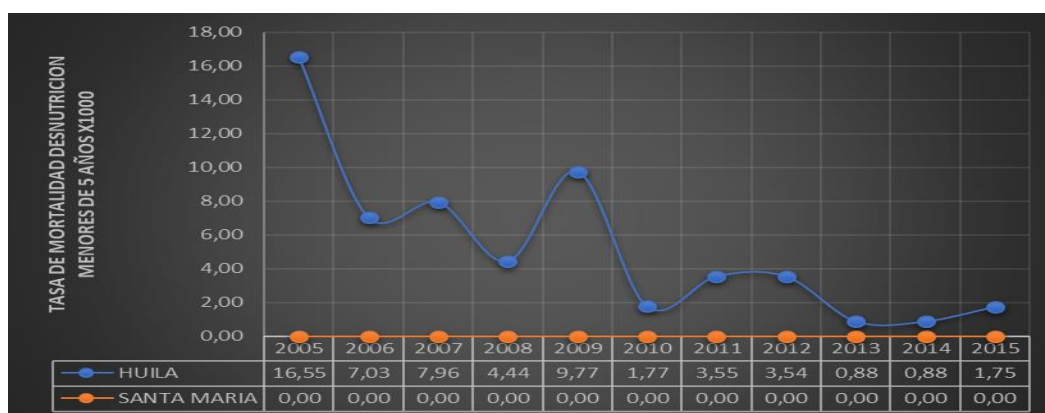 TASA DE MORTALIDAD DESNUTRICION
MENORES DE 5 AÑOS X1000
18,00
16,00
14,00
12,00
10,00
8,00
6,00
4,00
2,00
0,00
2005 2006 2007 2008 2009 2010 2011 2012 2013 2014 2015
HUILA 16,55 7,03 7,96 4,44 9,77 1,77 3,55 3,54 0,88 0,88 1,75
SANTA MARIA 0,00 0,00 0,00 0,00 0,00 0,00 0,00 0,00 0,00 0,00 0,00